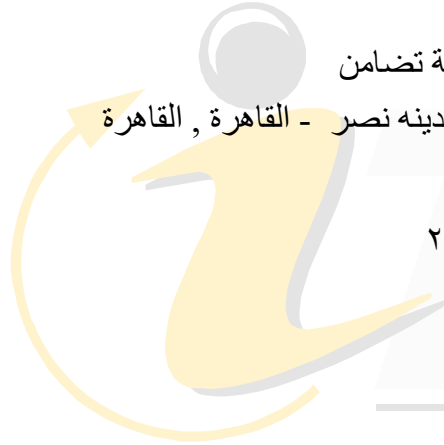 ة تضامن
دينه نصر - القاهرة , القاهرة
٢